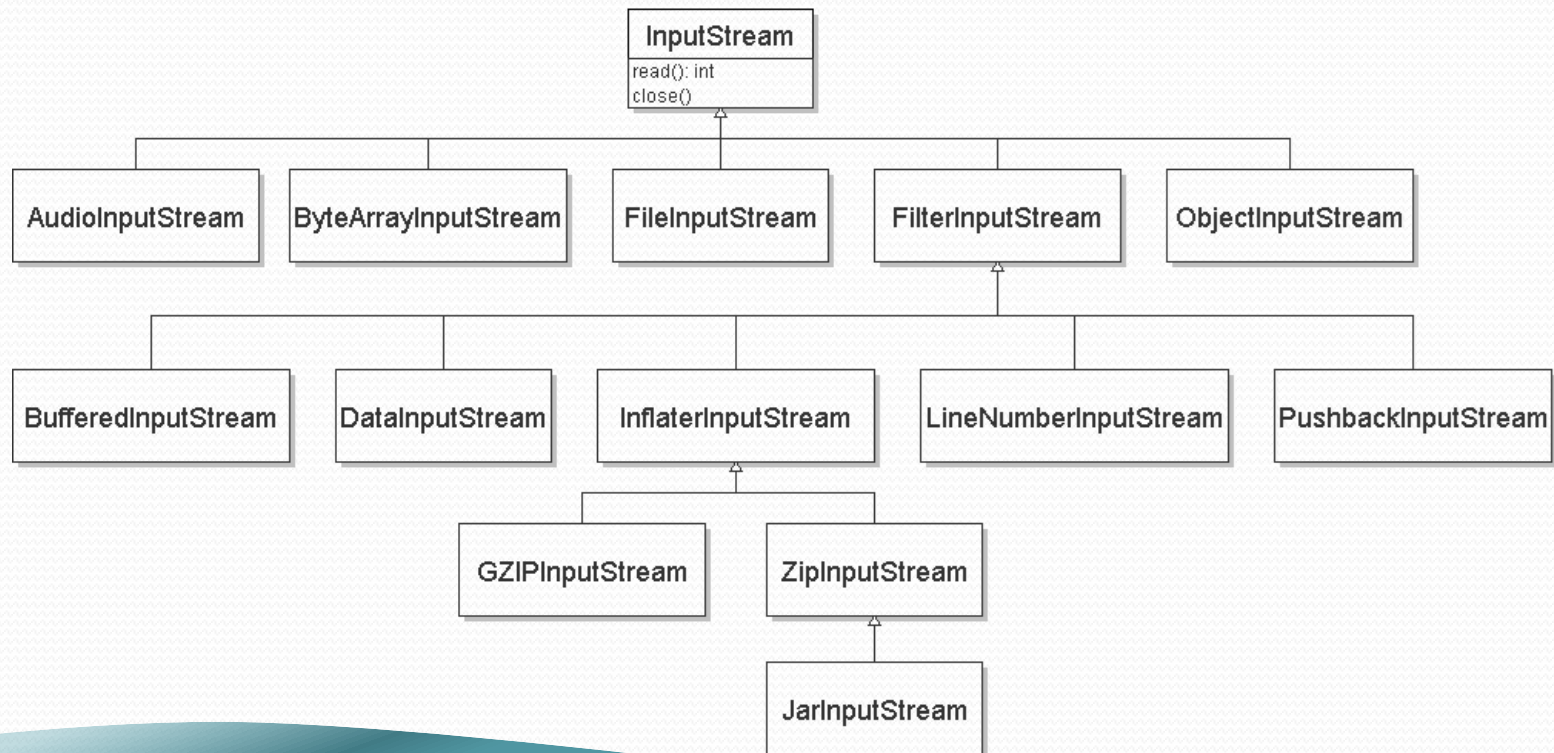 InputStream
read(): int
close()
AudioInputStream
ByteArrayInputStream
FileInputStream
FilterInputStream
ObjectInputStream
BufferedInputStream
DataInputStream
InflaterInputStream
LineNumberInputStream
PushbackInputStream
GZIPInputStream
ZipInputStream
JarInputStream